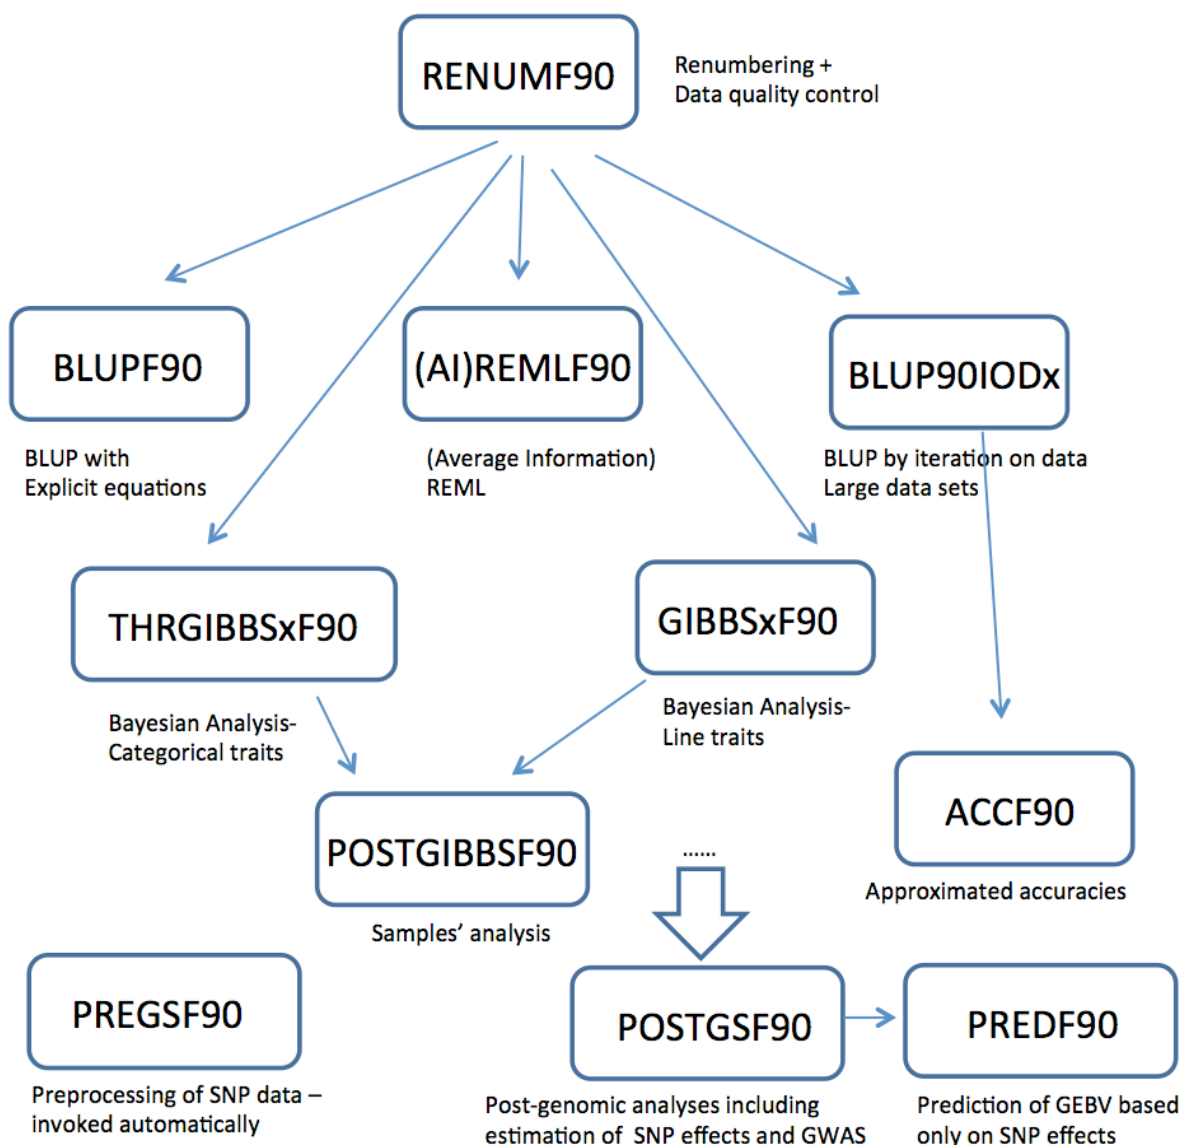 RENUMF90
Renumbering +
Data quality control
BLUPF90
(AI)REMLF90
BLUP90IODx
BLUP with
Explicit equations
(Average Information)
REML
BLUP by iteration on data
Large data sets
THRGIBBSxF90
GIBBSxF90
Bayesian Analysis-
Categorical traits
Bayesian Analysis-
Line traits
POSTGIBBSF90
Samples’ analysis
......
ACCF90
Approximated accuracies
PREGSF90
Preprocessing of SNP data –
invoked automatically
POSTGSF90
Post-genomic analyses including
estimation of SNP effects and GWAS
PREDF90
Prediction of GEBV based
only on SNP effects